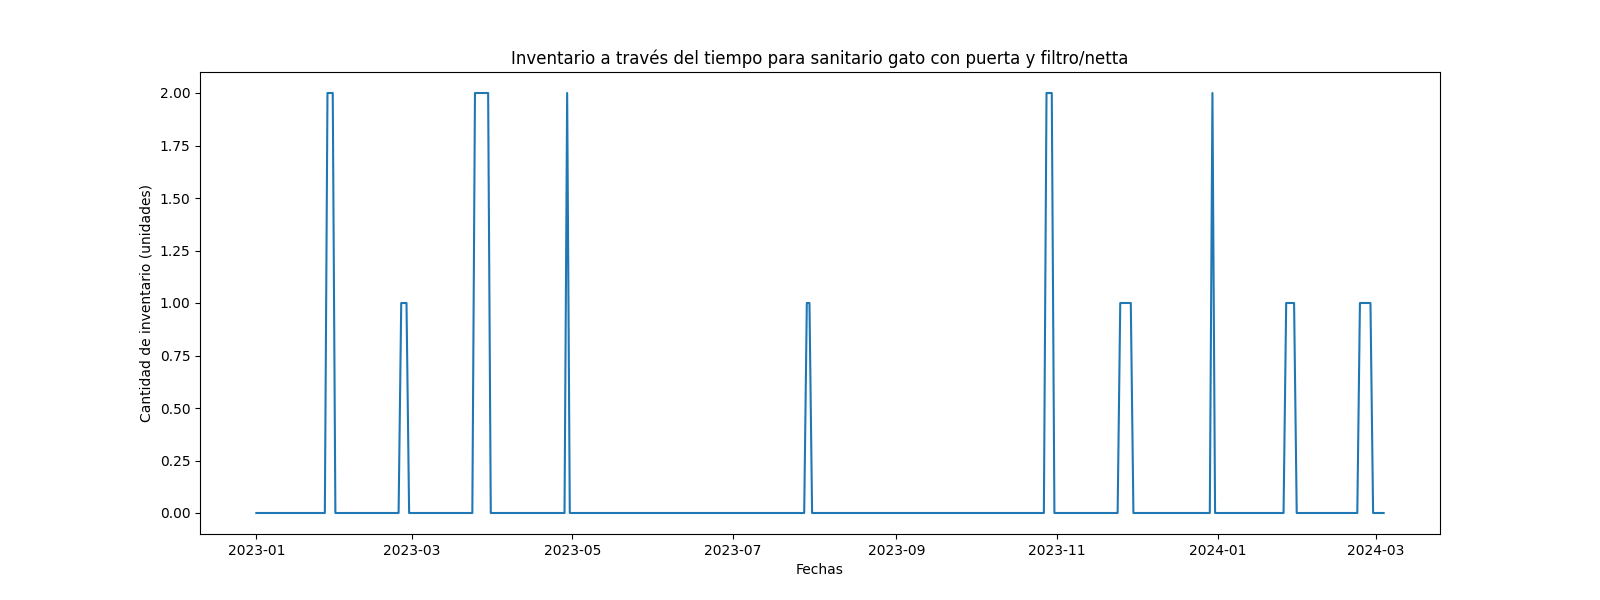 Inventario a través del tiempo para sanitario gato con puerta y filtro/netta
Cantidad de inventario (unidades)
2.00
1.75
1.50
1.25
1.00
0.75
0.50
0.25
0.00
2023-01 2023-03 2023-05 2023-07 2023-09 2023-11 2024-01 2024-03
Fechas